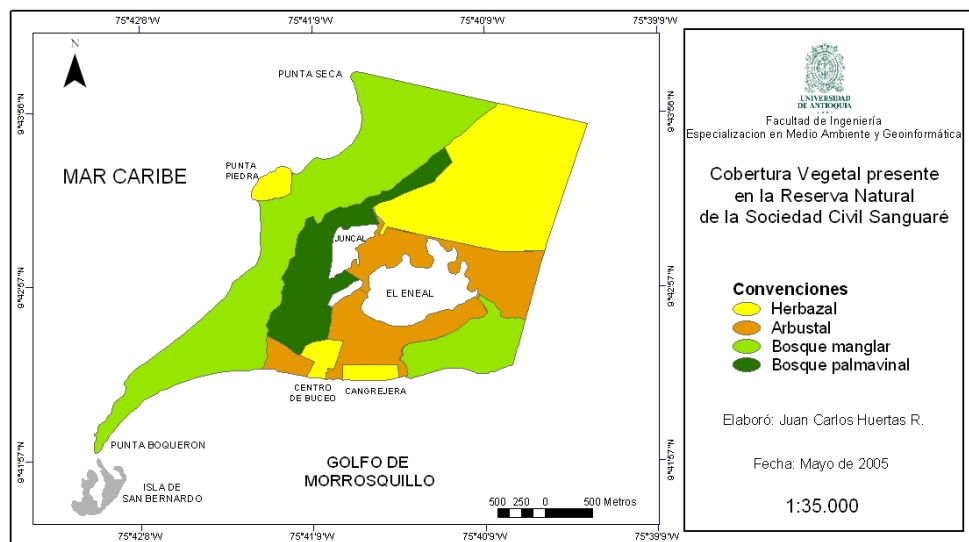 75°42'8"W 75°41'9"W 75°40'9"W 75°39'9"W
N
PUNTA SECA
9°43'56"N
9°43'56"N
PUNTA
PIEDRA
MAR CARIBE
JUNCAL
9°42'57"N
EL ENEAL
9°42'57"N
CENTRO
DE BUCEO
CANGREJERA
PUNTA BOQUERON
9°41'57"N
9°41'57"N
ISLA DE
SAN BERNARDO
GOLFO DE
MORROSQUILLO
500 250 0 500 Metros
75°42'8"W 75°41'9"W 75°40'9"W 75°39'9"W
UNIVERSIDAD
DE ANTIOQUIA
Facultad de Ingeniería
Especializacion en Medio Ambiente y Geoinformática
Cobertura Vegetal presente
en la Reserva Natural
de la Sociedad Civil Sanguaré
Convenciones
Herbazal
Arbustal
Bosque manglar
Bosque palmavinal
Elaboró: Juan Carlos Huertas R.
Fecha: Mayo de 2005
1:35.000